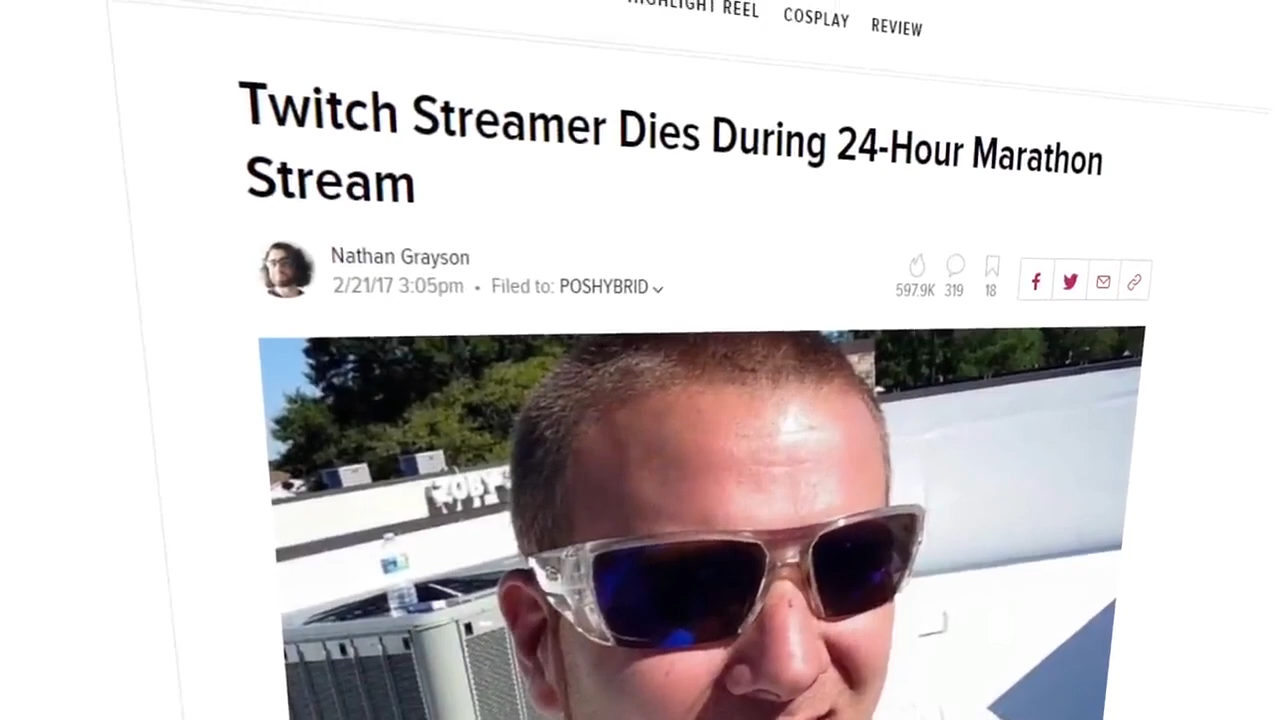 HIGHLIGHT REEL COSPLAY REVIEW
Twitch Streamer Dies During 24-Hour Marathon
Stream
Nathan Grayson
2/21/17 3:05pm • Filed to: POSHYBRID
597.9K 319 18